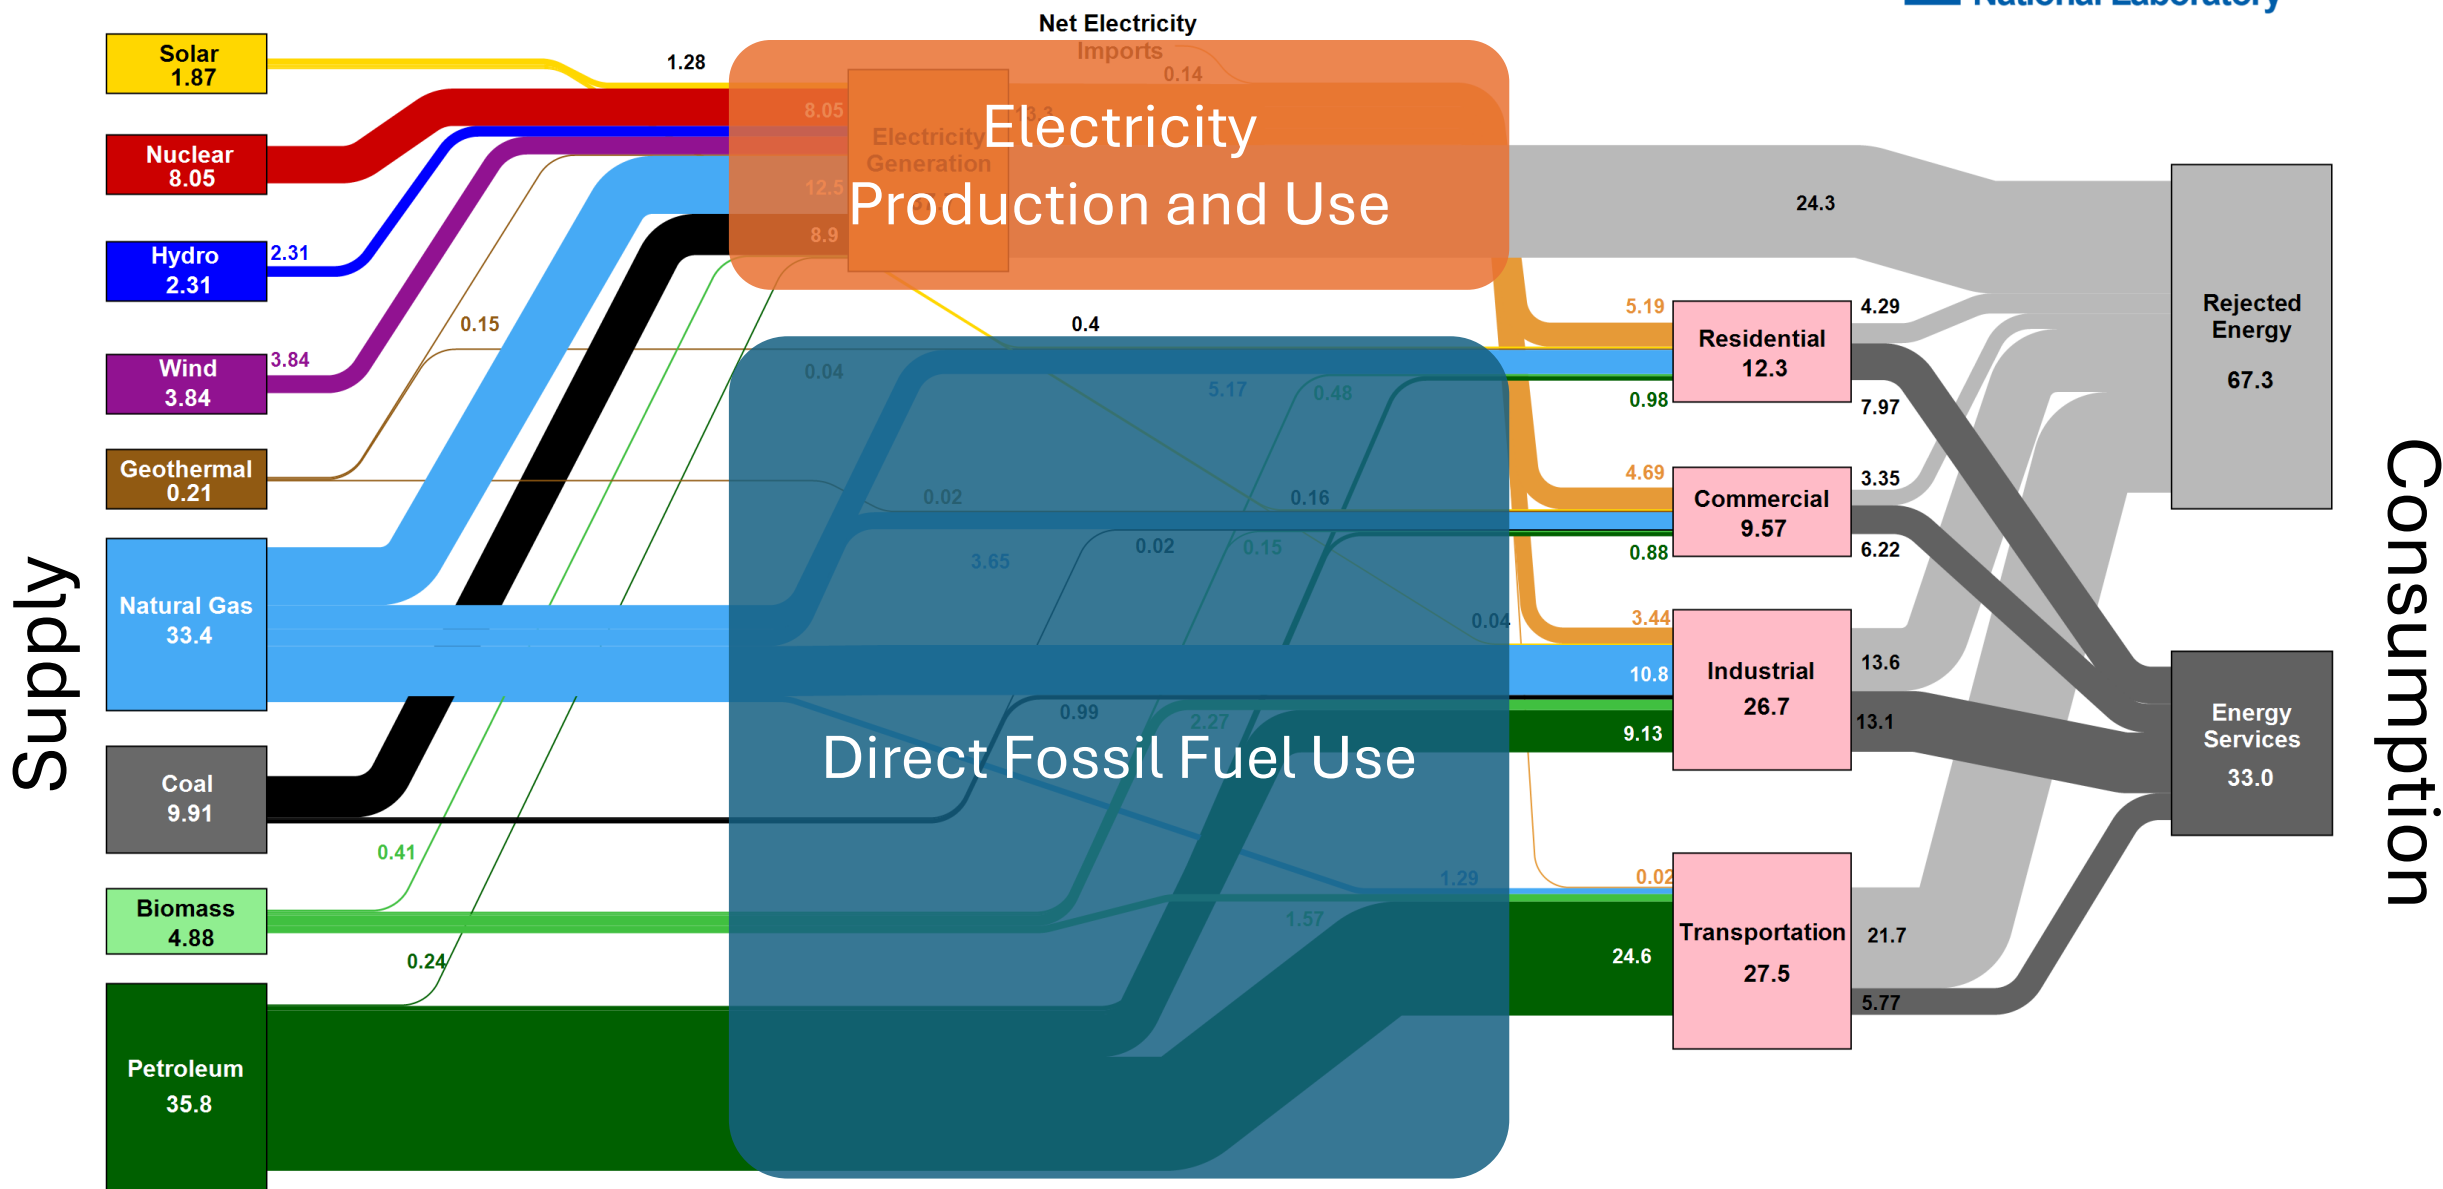 National Laboratory
Net Electricity
Imports
0.14
Solar
1.87
1.28
Nuclear
8.05
8.05
Electricity
Generation
13.3
12.5
8.9
Electricity
Production and Use
24.3
Hydro
2.31
2.31
Wind
3.84
3.84
Geothermal
0.21
0.15
0.4
0.04
5.17
0.48
0.02
0.16
3.65
0.02
0.15
0.04
0.99
2.27
1.29
1.57
Direct Fossil Fuel Use
Supply
Natural Gas
33.4
Coal
9.91
0.41
Biomass
4.88
0.24
Petroleum
35.8
5.19
Residential
12.3
0.98
4.29
7.97
4.69
Commercial
9.57
0.88
3.35
6.22
3.44
10.8
9.13
Industrial
26.7
13.6
13.1
0.02
24.6
Transportation
27.5
21.7
5.77
Rejected
Energy
67.3
Energy
Services
33.0
Consumption